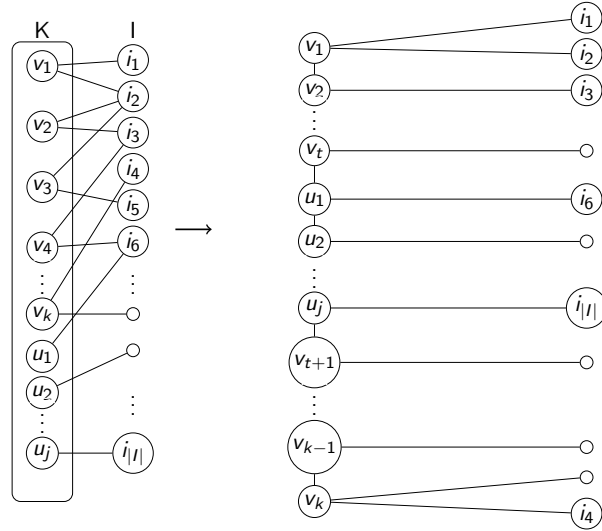 K I
v1 i1
v2 i2
v3 i3
v4 i4
vk i5
u1 i6
u2
uj i|I|
→
v1 i1
i2
v2 i3
vt
u1 i6
u2
uj i|I|
vt+1
vk−1
vk i4